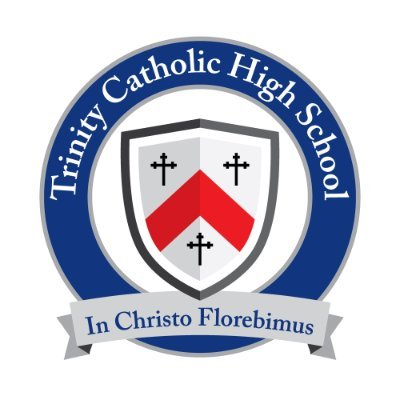 Trinity Catholic High School
In Christo Florebimus